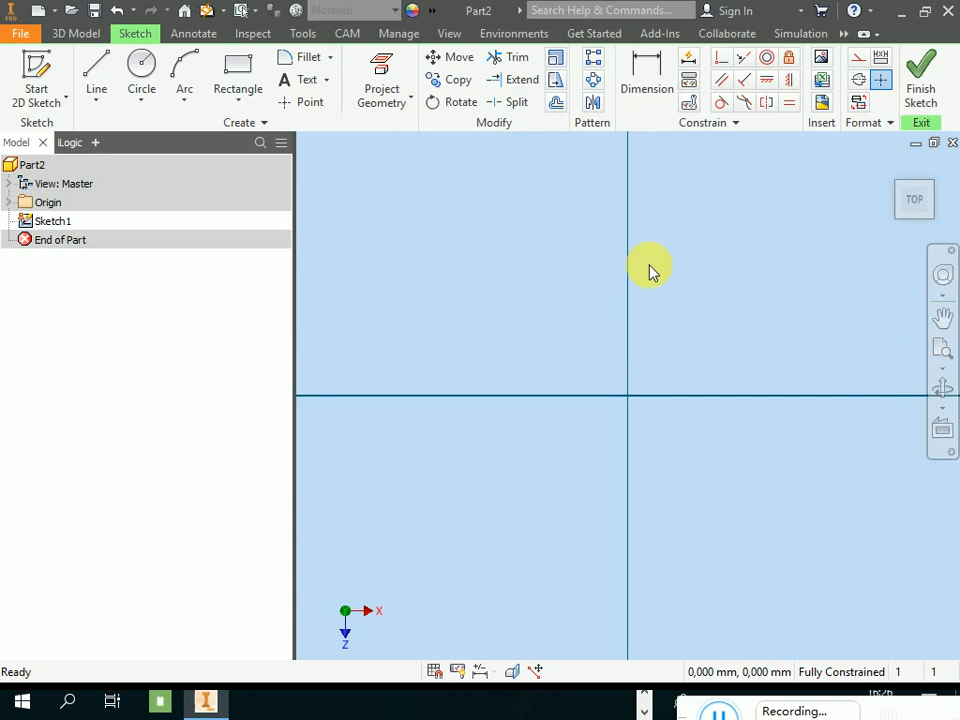 PRO
Material
Part2
Search Help & Commands...
Sign In
File
3D Model
Sketch
Annotate
Inspect
Tools
CAM
Manage
View
Environments
Get Started
Add-Ins
Collaborate
Simulation
Start
2D Sketch
Line
Circle
Arc
Rectangle
Fillet
Text
Point
Project
Geometry
Move
Copy
Rotate
Trim
Extend
Split
Dimension
Finish
Sketch
Sketch
Create
Modify
Pattern
Constrain
Insert
Format
Exit
Model
iLogic
Part2
View: Master
Origin
Sketch1
End of Part
TOP
X
Z
Ready
0,000 mm, 0,000 mm
Fully Constrained
1
1
Recording...